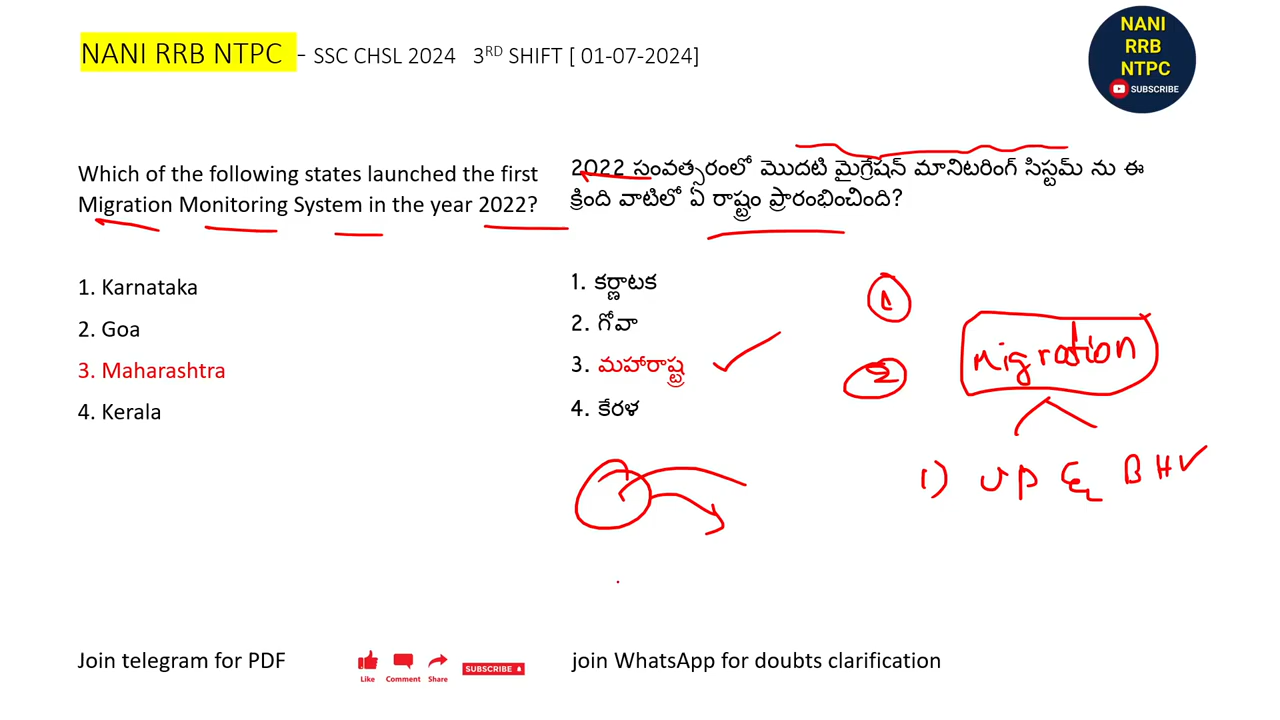 NANI RRB NTPC - SSC CHSL 2024 3RD SHIFT [ 01-07-2024]
NANI
RRB
NTPC
SUBSCRIBE
Which of the following states launched the first
Migration Monitoring System in the year 2022?
1. Karnataka
2. Goa
3. Maharashtra
4. Kerala
2022 సంవత్సరంలో మొదటి మైగ్రేషన్ మానిటరింగ్ సిస్టమ్ ను ఈ
క్రింది వాటిలో ఏ రాష్ట్రం ప్రారంభించింది?
1. కర్ణాటక
2. గోవా
3. మహారాష్ట్ర
4. కేరళ
1
2
Migration
1) UP & BH
Join telegram for PDF
Like Comment Share
SUBSCRIBE
join WhatsApp for doubts clarification